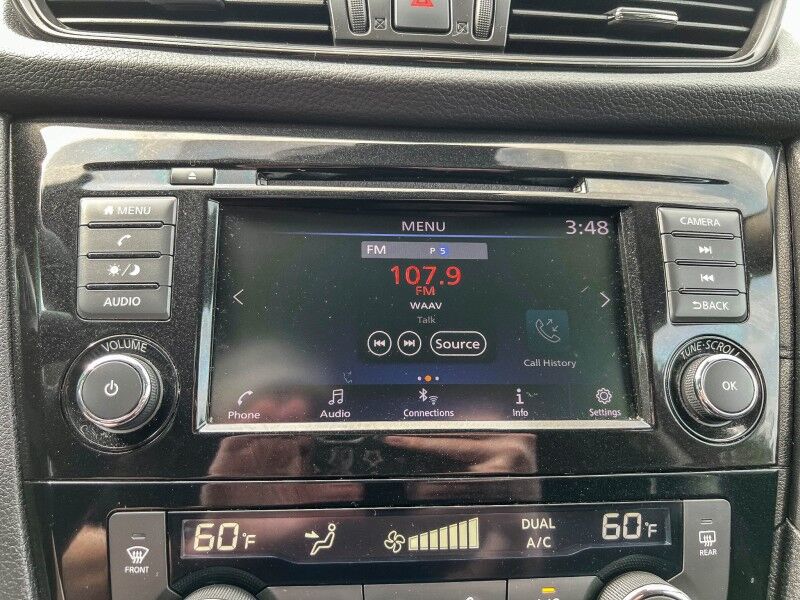 MENU
AUDIO
VOLUME
MENU
3:48
FM P 5
107.9
FM
WAAV
Talk
Source
Call History
Phone Audio Connections Info Settings
CAMERA
BACK
TUNE·SCROLL
OK
FRONT
60°F
DUAL
A/C
60°F
REAR